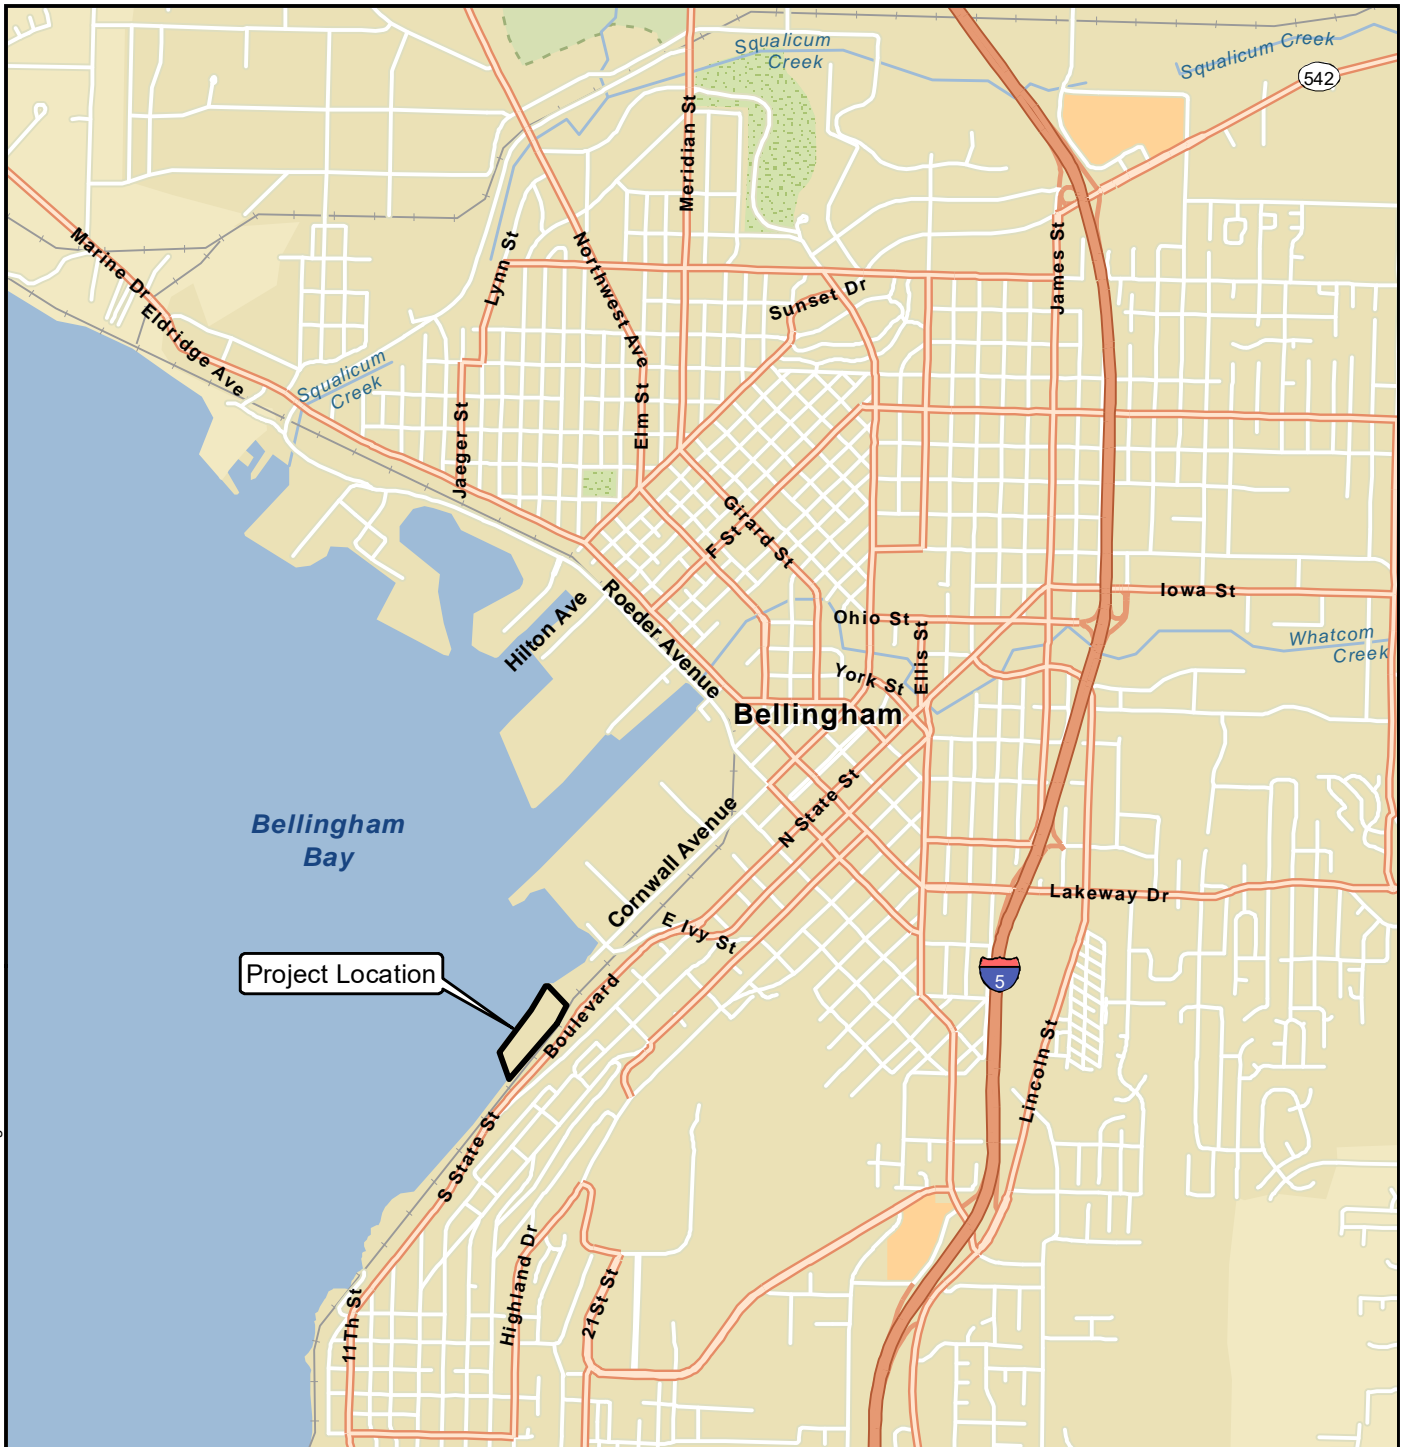 Squalicum
Creek
Squalicum Creek
542
Meridian St
Marine Dr
Lynn St
Northwest Ave
James St
Sunset Dr
Eldridge Ave
Squalicum
Creek
Jaeger St
Elm St
Girard St
F St
Iowa St
Hilton Ave
Roeder Avenue
Ohio St
Ellis St
Whatcom
Creek
York St
Bellingham
Bellingham
Bay
N State St
Cornwall Avenue
Lakeway Dr
E Ivy St
Project Location
5
Boulevard
Lincoln St
S State St
Highland Dr
21St St
11Th St